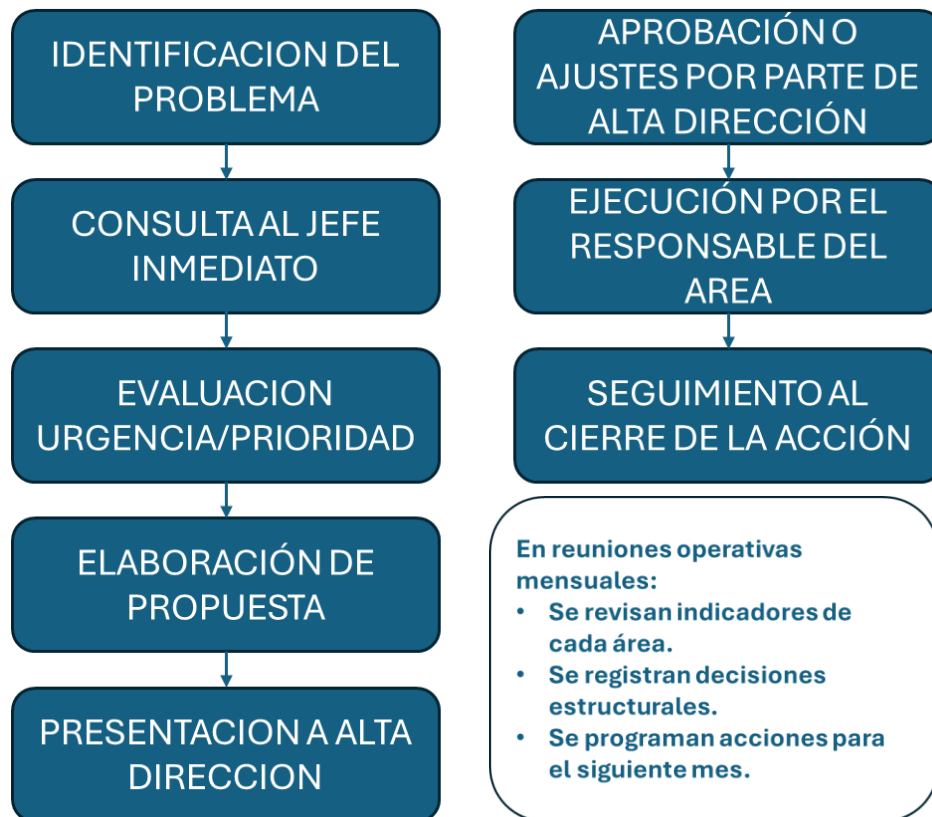 IDENTIFICACION DEL
PROBLEMA
CONSULTA AL JEFE
INMEDIATO
EVALUACION
URGENCIA/PRIORIDAD
ELABORACIÓN DE
PROPUESTA
PRESENTACION A ALTA
DIRECCION
APROBACIÓN O
AJUSTES POR PARTE DE
ALTA DIRECCIÓN
EJECUCIÓN POR EL
RESPONSABLE DEL
AREA
SEGUIMIENTO AL
CIERRE DE LA ACCIÓN
En reuniones operativas
mensuales:
• Se revisan indicadores de
cada área.
• Se registran decisiones
estructurales.
• Se programan acciones para
el siguiente mes.